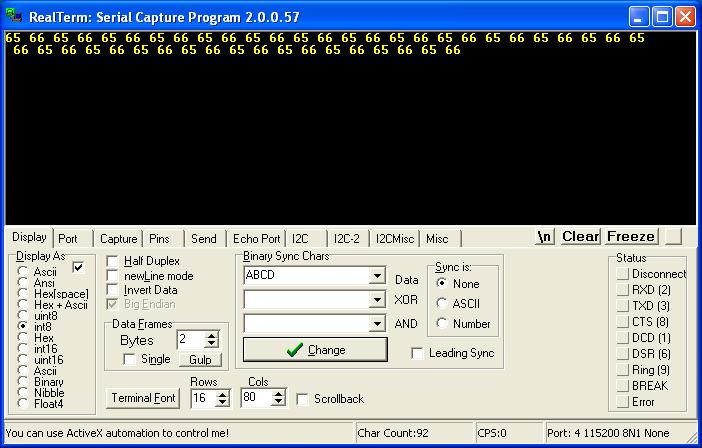 RealTerm: Serial Capture Program 2.0.0.57
65 66 65 66 65 66 65 66 65 66 65 66 65 66 65 66 65 66 65 66 65 66 65 66 65 66 65
66 65 66 65 66 65 66 65 66 65 66 65 66 65 66 65 66 65 66
Display Port Capture Pins Send Echo Port I2C I2C-2 I2CMisc Misc \n Clear Freeze
Display As
Ascii
Ansi
Hex[space]
Hex + Ascii
uint8
int8
Hex
int16
uint16
Ascii
Binary
Nibble
Float4
Half Duplex
newLine mode
Invert Data
Big Endian
Data Frames
Bytes 2
Single Gulp
Terminal Font
Rows
16
Cols
80
Scrollback
Binary Sync Chars
ABCD
Data
XOR
AND
Change
Sync is:
None
ASCII
Number
Leading Sync
Status
Disconnect
RXD (2)
TXD (3)
CTS (8)
DCD (1)
DSR (6)
Ring (9)
BREAK
Error
You can use ActiveX automation to control me! Char Count:92 CPS:0 Port: 4 115200 8N1 None